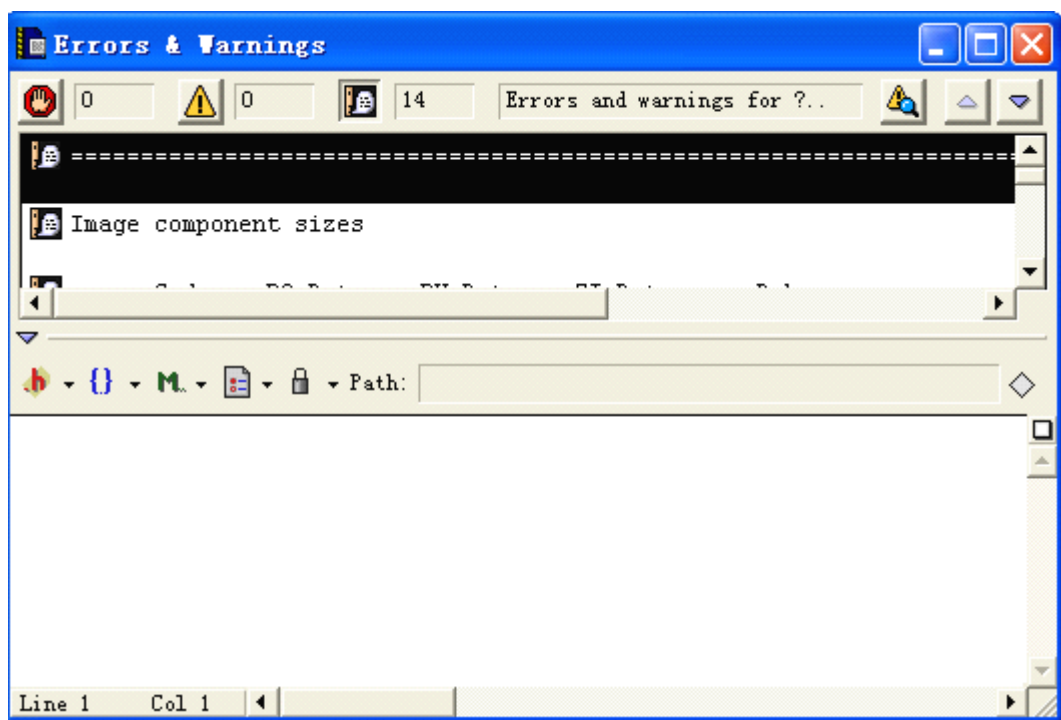 Errors & Warnings
0 0 14 Errors and warnings for ?..
====================================================================
Image component sizes
.h {} M.. Path:
Line 1 Col 1